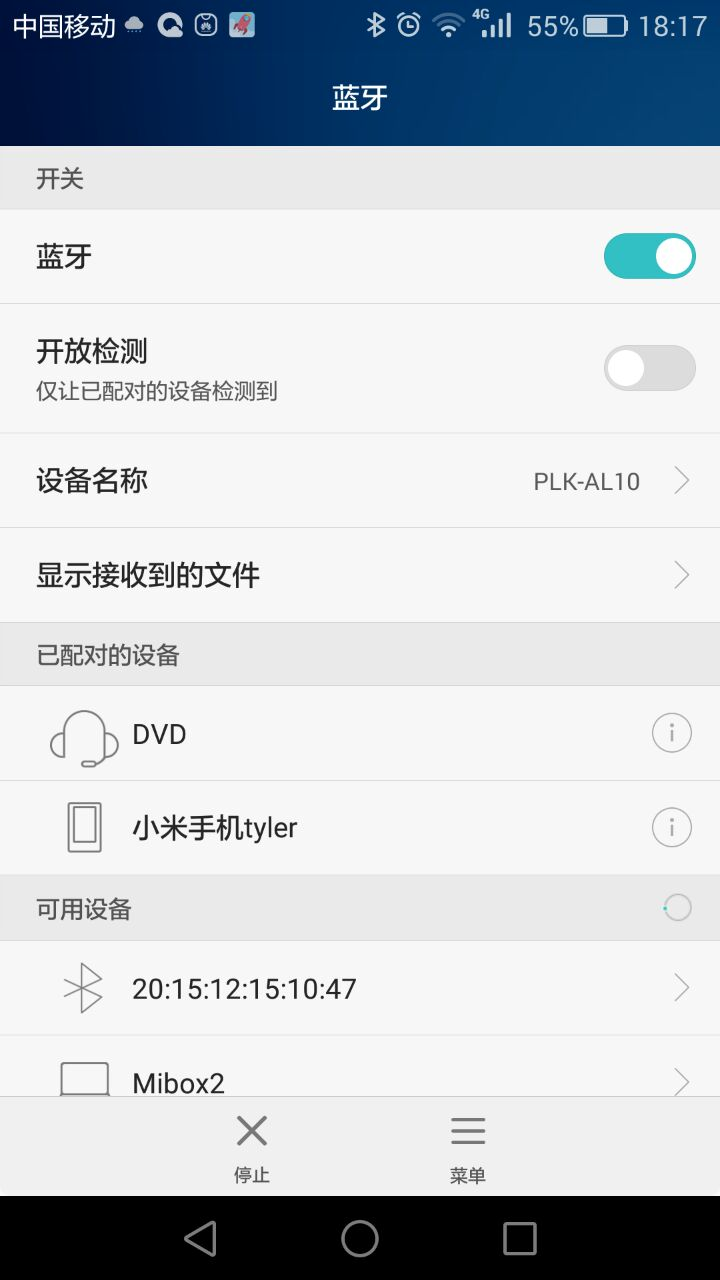 中国移动 4G 55% 18:17
蓝牙
开关
蓝牙
开放检测
仅让已配对的设备检测到
设备名称 PLK-AL10
显示接收到的文件
已配对的设备
DVD
小米手机tyler
可用设备
20:15:12:15:10:47
Mibox2
停止 菜单